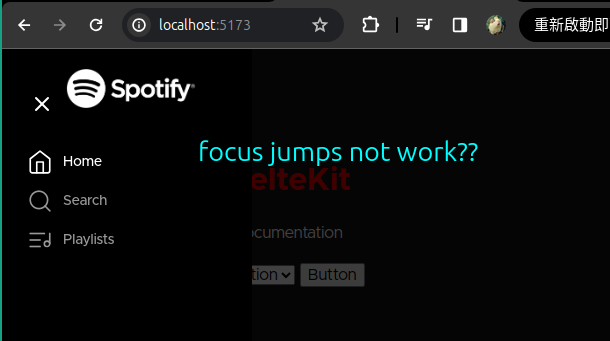 localhost:5173
重新啟動即
Spotify
focus jumps not work??
Home
elteKit
Search
ocumentation
Playlists
tion
Button